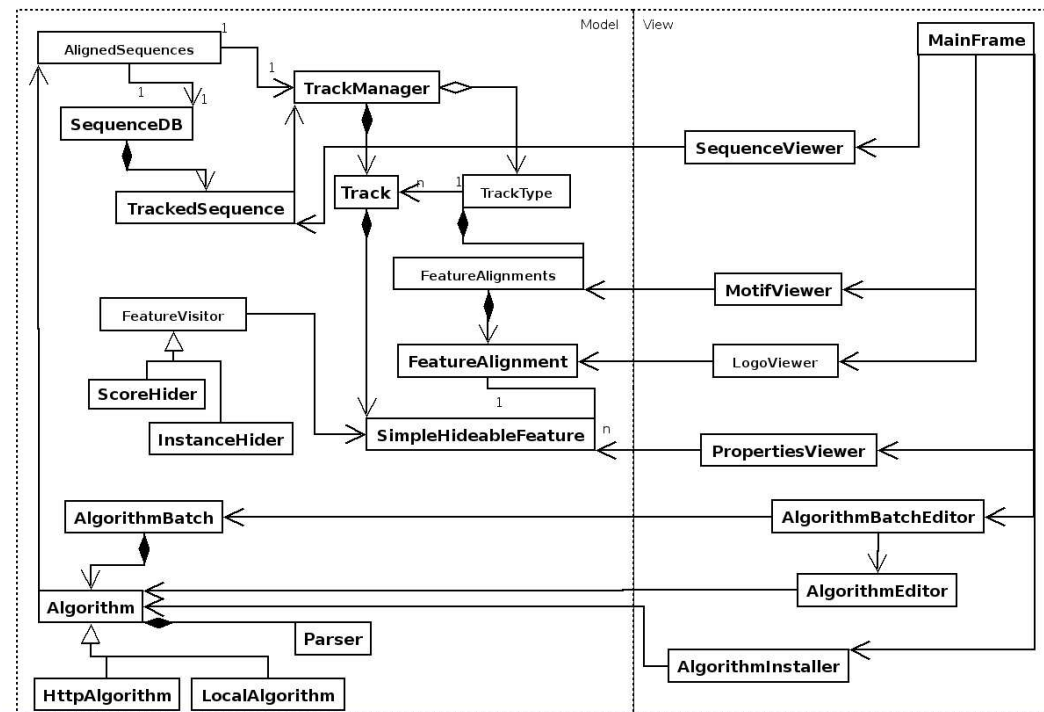 Model
View
1
AlignedSequences
MainFrame
1
TrackManager
1
1
SequenceDB
SequenceViewer
n
1
Track
TrackType
TrackedSequence
FeatureAlignments
MotifViewer
FeatureVisitor
FeatureAlignment
LogoViewer
ScoreHider
1
InstanceHider
SimpleHideableFeature
n
PropertiesViewer
AlgorithmBatch
AlgorithmBatchEditor
AlgorithmEditor
Algorithm
Parser
AlgorithmInstaller
HttpAlgorithm
LocalAlgorithm